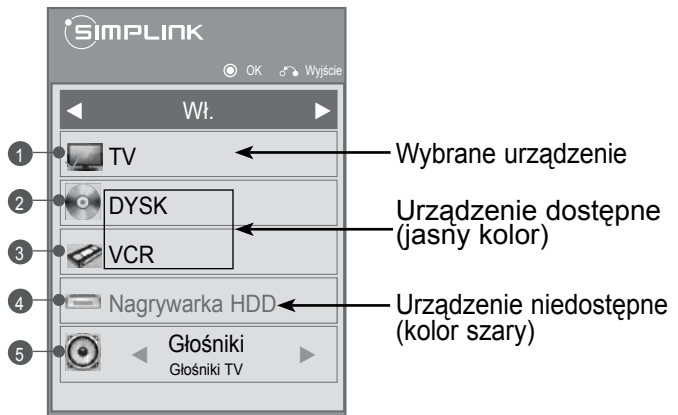 SIMPLINK
OK Wyjście
◀ Wł. ▶
1 TV
Wybrane urządzenie
2 DYSK
3 VCR
Urządzenie dostępne
(jasny kolor)
4 Nagrywarka HDD
Urządzenie niedostępne
(kolor szary)
5 ◀ Głośniki ▶
Głośniki TV